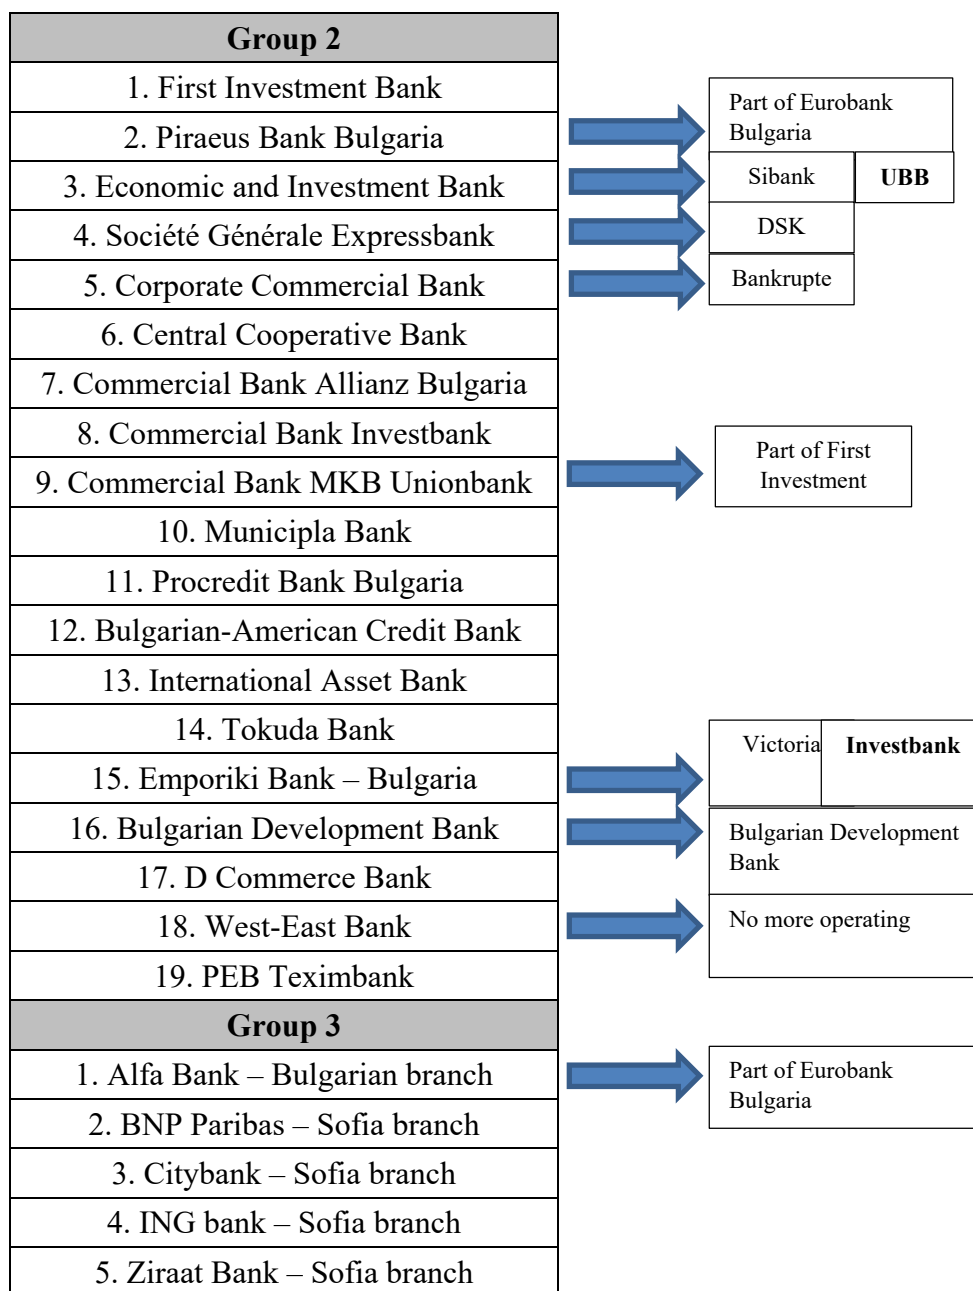 Group 2
1. First Investment Bank
2. Piraeus Bank Bulgaria
Part of Eurobank
Bulgaria
3. Economic and Investment Bank
Sibank
UBB
4. Société Générale Expressbank
DSK
5. Corporate Commercial Bank
Bankrupte
6. Central Cooperative Bank
7. Commercial Bank Allianz Bulgaria
8. Commercial Bank Investbank
9. Commercial Bank MKB Unionbank
Part of First
Investment
10. Municipla Bank
11. Procredit Bank Bulgaria
12. Bulgarian-American Credit Bank
13. International Asset Bank
14. Tokuda Bank
15. Emporiki Bank – Bulgaria
Victoria
Investbank
16. Bulgarian Development Bank
Bulgarian Development
Bank
17. D Commerce Bank
18. West-East Bank
No more operating
19. PEB Teximbank
Group 3
1. Alfa Bank – Bulgarian branch
Part of Eurobank
Bulgaria
2. BNP Paribas – Sofia branch
3. Citybank – Sofia branch
4. ING bank – Sofia branch
5. Ziraat Bank – Sofia branch